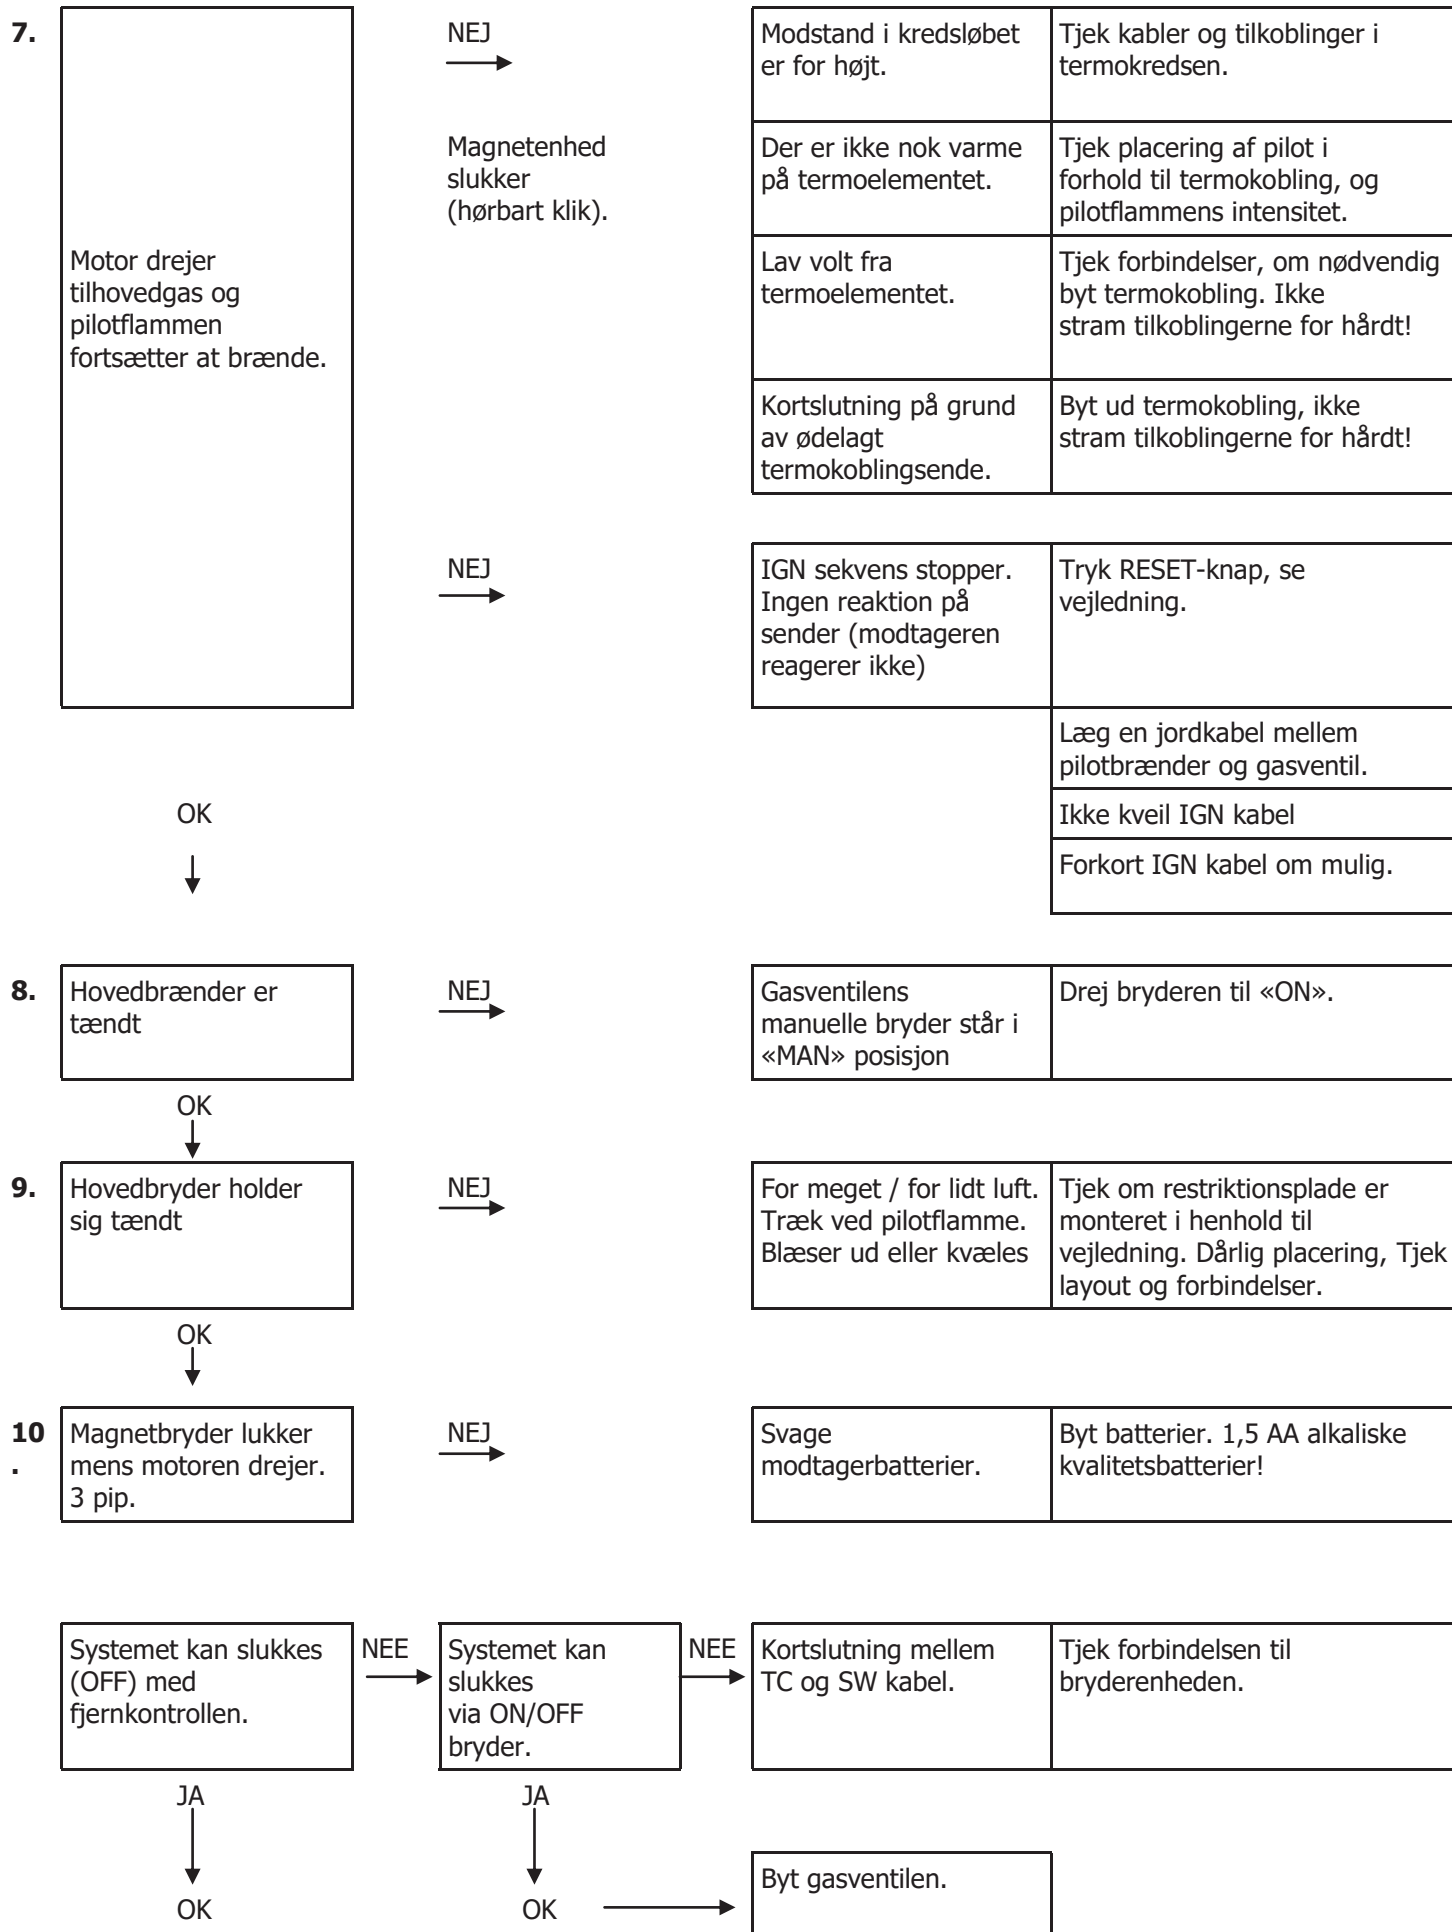 7.
Motor drejer
tilhovedgas og
pilotflammen
fortsætter at brænde.
NEJ
Magnetenhed
slukker
(hørbart klik).
Modstand i kredsløbet
er for højt.
Tjek kabler og tilkoblinger i
termokredsen.
Der er ikke nok varme
på termoelementet.
Tjek placering af pilot i
forhold til termokobling, og
pilotflammens intensitet.
Lav volt fra
termoelementet.
Tjek forbindelser, om nødvendig
byt termokobling. Ikke
stram tilkoblingerne for hårdt!
Kortslutning på grund
av ødelagt
termokoblingsende.
Byt ud termokobling, ikke
stram tilkoblingerne for hårdt!
NEJ
IGN sekvens stopper.
Ingen reaktion på
sender (modtageren
reagerer ikke)
Tryk RESET-knap, se
vejledning.
Læg en jordkabel mellem
pilotbrænder og gasventil.
Ikke kveil IGN kabel
Forkort IGN kabel om mulig.
OK
8.
Hovedbrænder er
tændt
NEJ
Gasventilens
manuelle bryder står i
«MAN» posisjon
Drej bryderen til «ON».
OK
9.
Hovedbryder holder
sig tændt
NEJ
For meget / for lidt luft.
Træk ved pilotflamme.
Blæser ud eller kvæles
Tjek om restriktionsplade er
monteret i henhold til
vejledning. Dårlig placering, Tjek
layout og forbindelser.
OK
10
.
Magnetbryder lukker
mens motoren drejer.
3 pip.
NEJ
Svage
modtagerbatterier.
Byt batterier. 1,5 AA alkaliske
kvalitetsbatterier!
Systemet kan slukkes
(OFF) med
fjernkontrollen.
NEE
Systemet kan
slukkes
via ON/OFF
bryder.
NEE
Kortslutning mellem
TC og SW kabel.
Tjek forbindelsen til
bryderenheden.
JA
JA
OK
OK
Byt gasventilen.